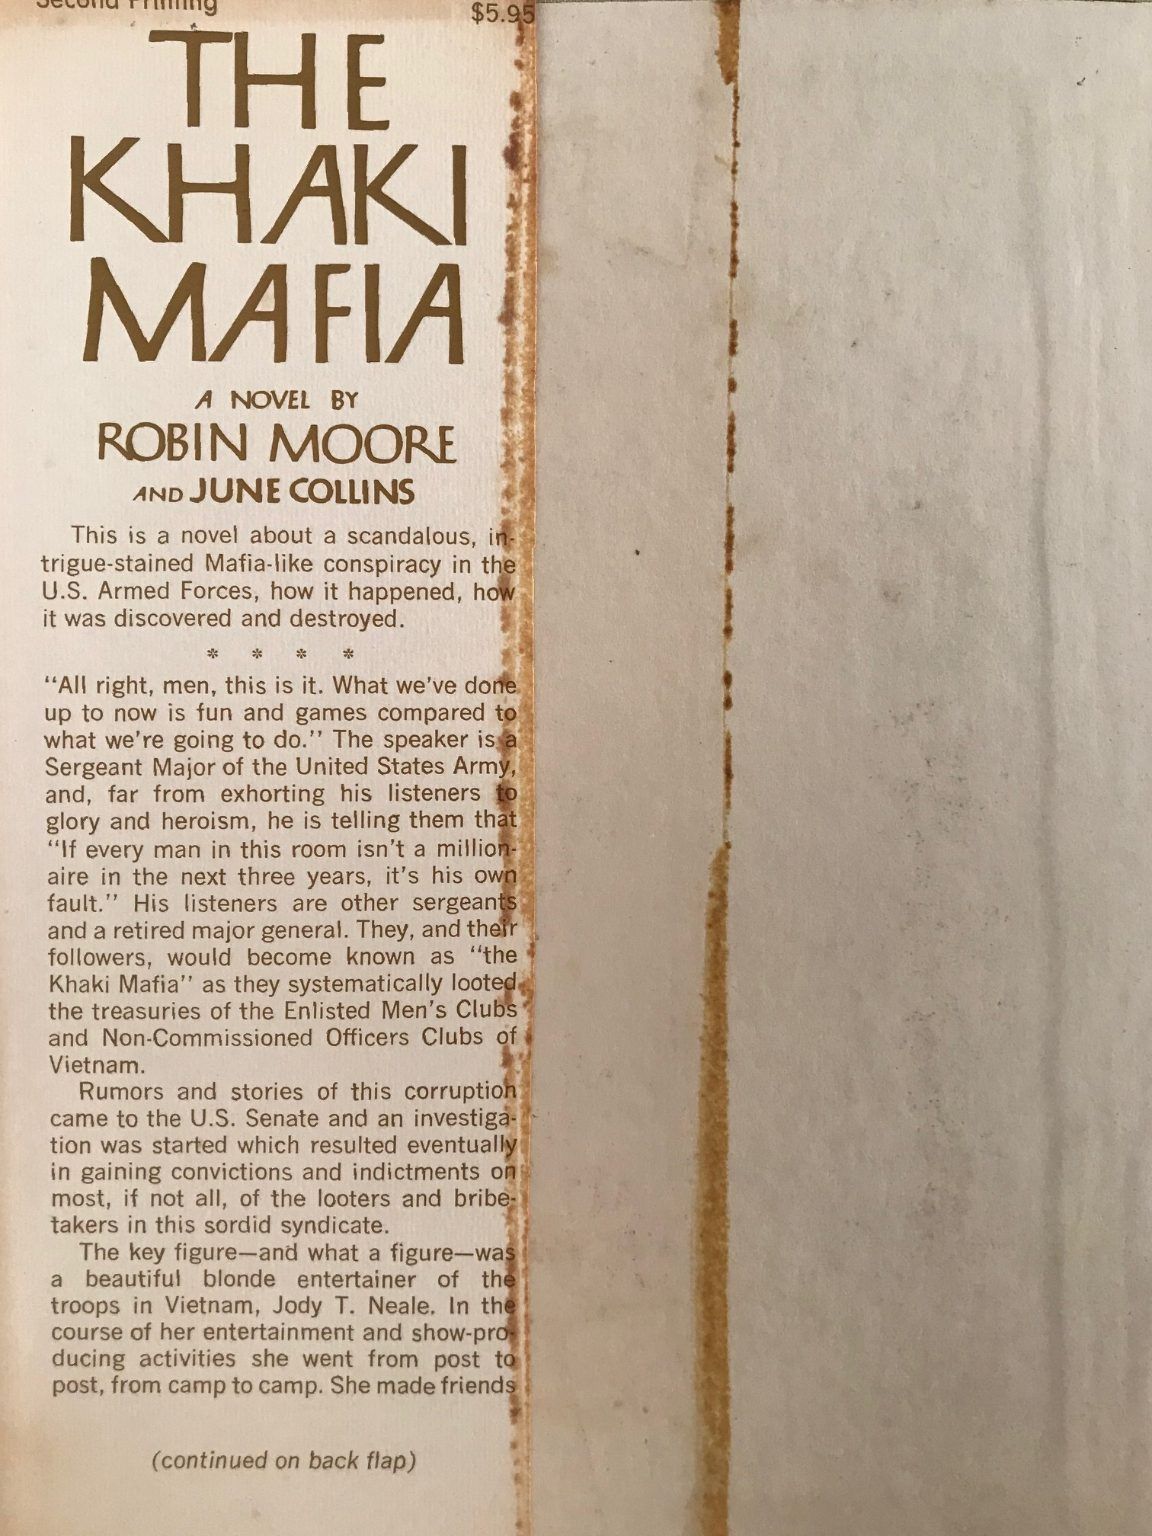 Second Printing
$5.95
THE
KHAKI
MAFIA
A NOVEL BY
ROBIN MOORE
AND JUNE COLLINS
This is a novel about a scandalous, in-
trigue-stained Mafia-like conspiracy in the
U.S. Armed Forces, how it happened, how
it was discovered and destroyed.
* * * *
“All right, men, this is it. What we've done
up to now is fun and games compared to
what we're going to do.” The speaker is a
Sergeant Major of the United States Army,
and, far from exhorting his listeners to
glory and heroism, he is telling them that
“If every man in this room isn't a million-
aire in the next three years, it's his own
fault.” His listeners are other sergeants
and a retired major general. They, and their
followers, would become known as “the
Khaki Mafia” as they systematically looted
the treasuries of the Enlisted Men's Clubs
and Non-Commissioned Officers Clubs of
Vietnam.
Rumors and stories of this corruption
came to the U.S. Senate and an investiga-
tion was started which resulted eventually
in gaining convictions and indictments on
most, if not all, of the looters and bribe-
takers in this sordid syndicate.
The key figure—and what a figure—was
a beautiful blonde entertainer of the
troops in Vietnam, Jody T. Neale. In the
course of her entertainment and show-pro-
ducing activities she went from post to
post, from camp to camp. She made friends
(continued on back flap)